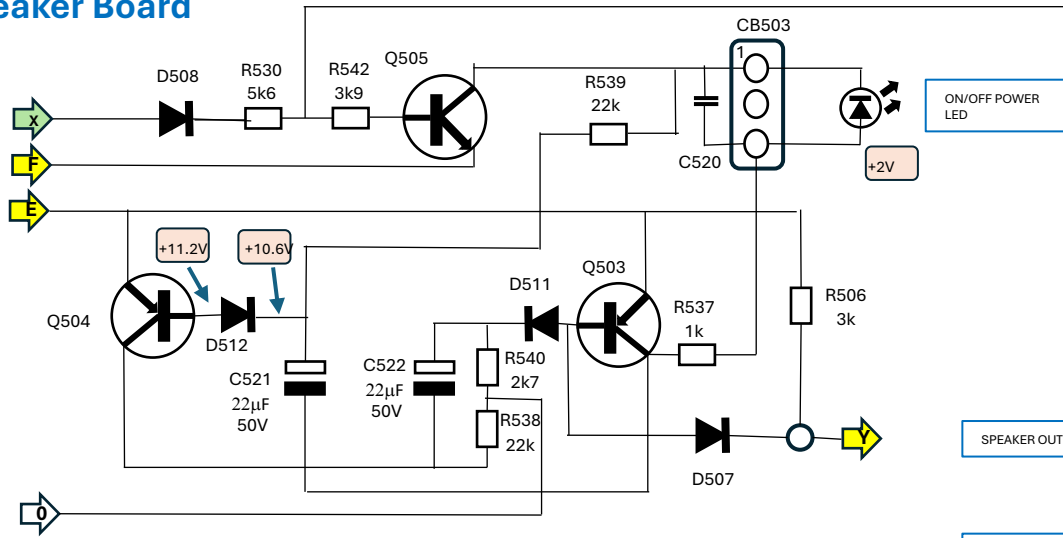 eaker Board
CB503
Q505
D508
R530
5k6
R542
3k9
1
R539
22k
ON/OFF POWER
LED
x
C520
F
+2V
E
+11.2V
+10.6V
Q503
D511
R506
3k
Q504
R537
1k
D512
C521
22µF
50V
C522
22µF
50V
R540
2k7
R538
22k
Y
SPEAKER OUT
D507
0